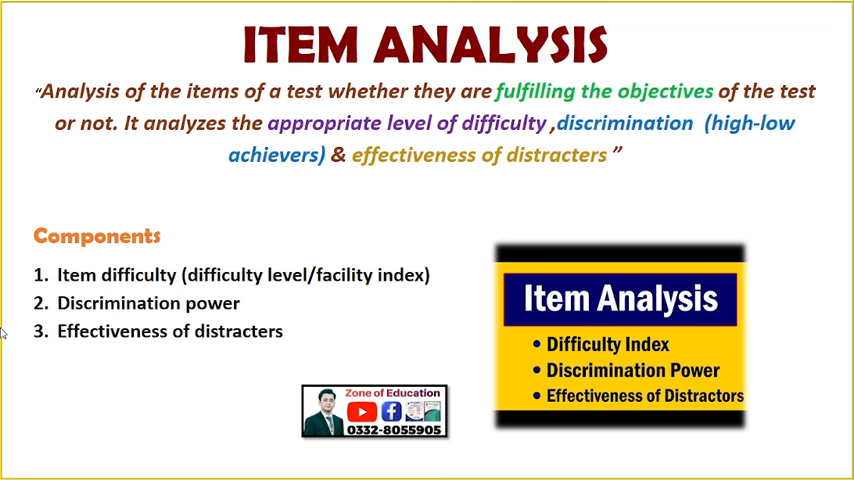 ITEM ANALYSIS
“Analysis of the items of a test whether they are fulfilling the objectives of the test
or not. It analyzes the appropriate level of difficulty ,discrimination (high-low
achievers) & effectiveness of distracters ”
Components
1. Item difficulty (difficulty level/facility index)
2. Discrimination power
3. Effectiveness of distracters
Item Analysis
• Difficulty Index
• Discrimination Power
• Effectiveness of Distractors
Zone of Education
0332-8055905